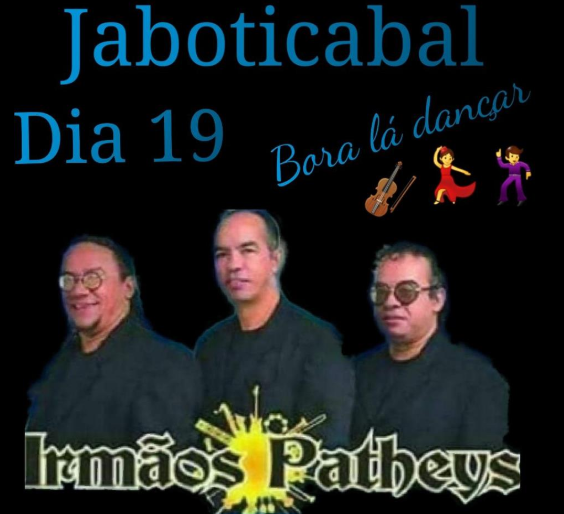 Jaboticabal
Dia 19
Bora lá dançar
Irmãos Patheys